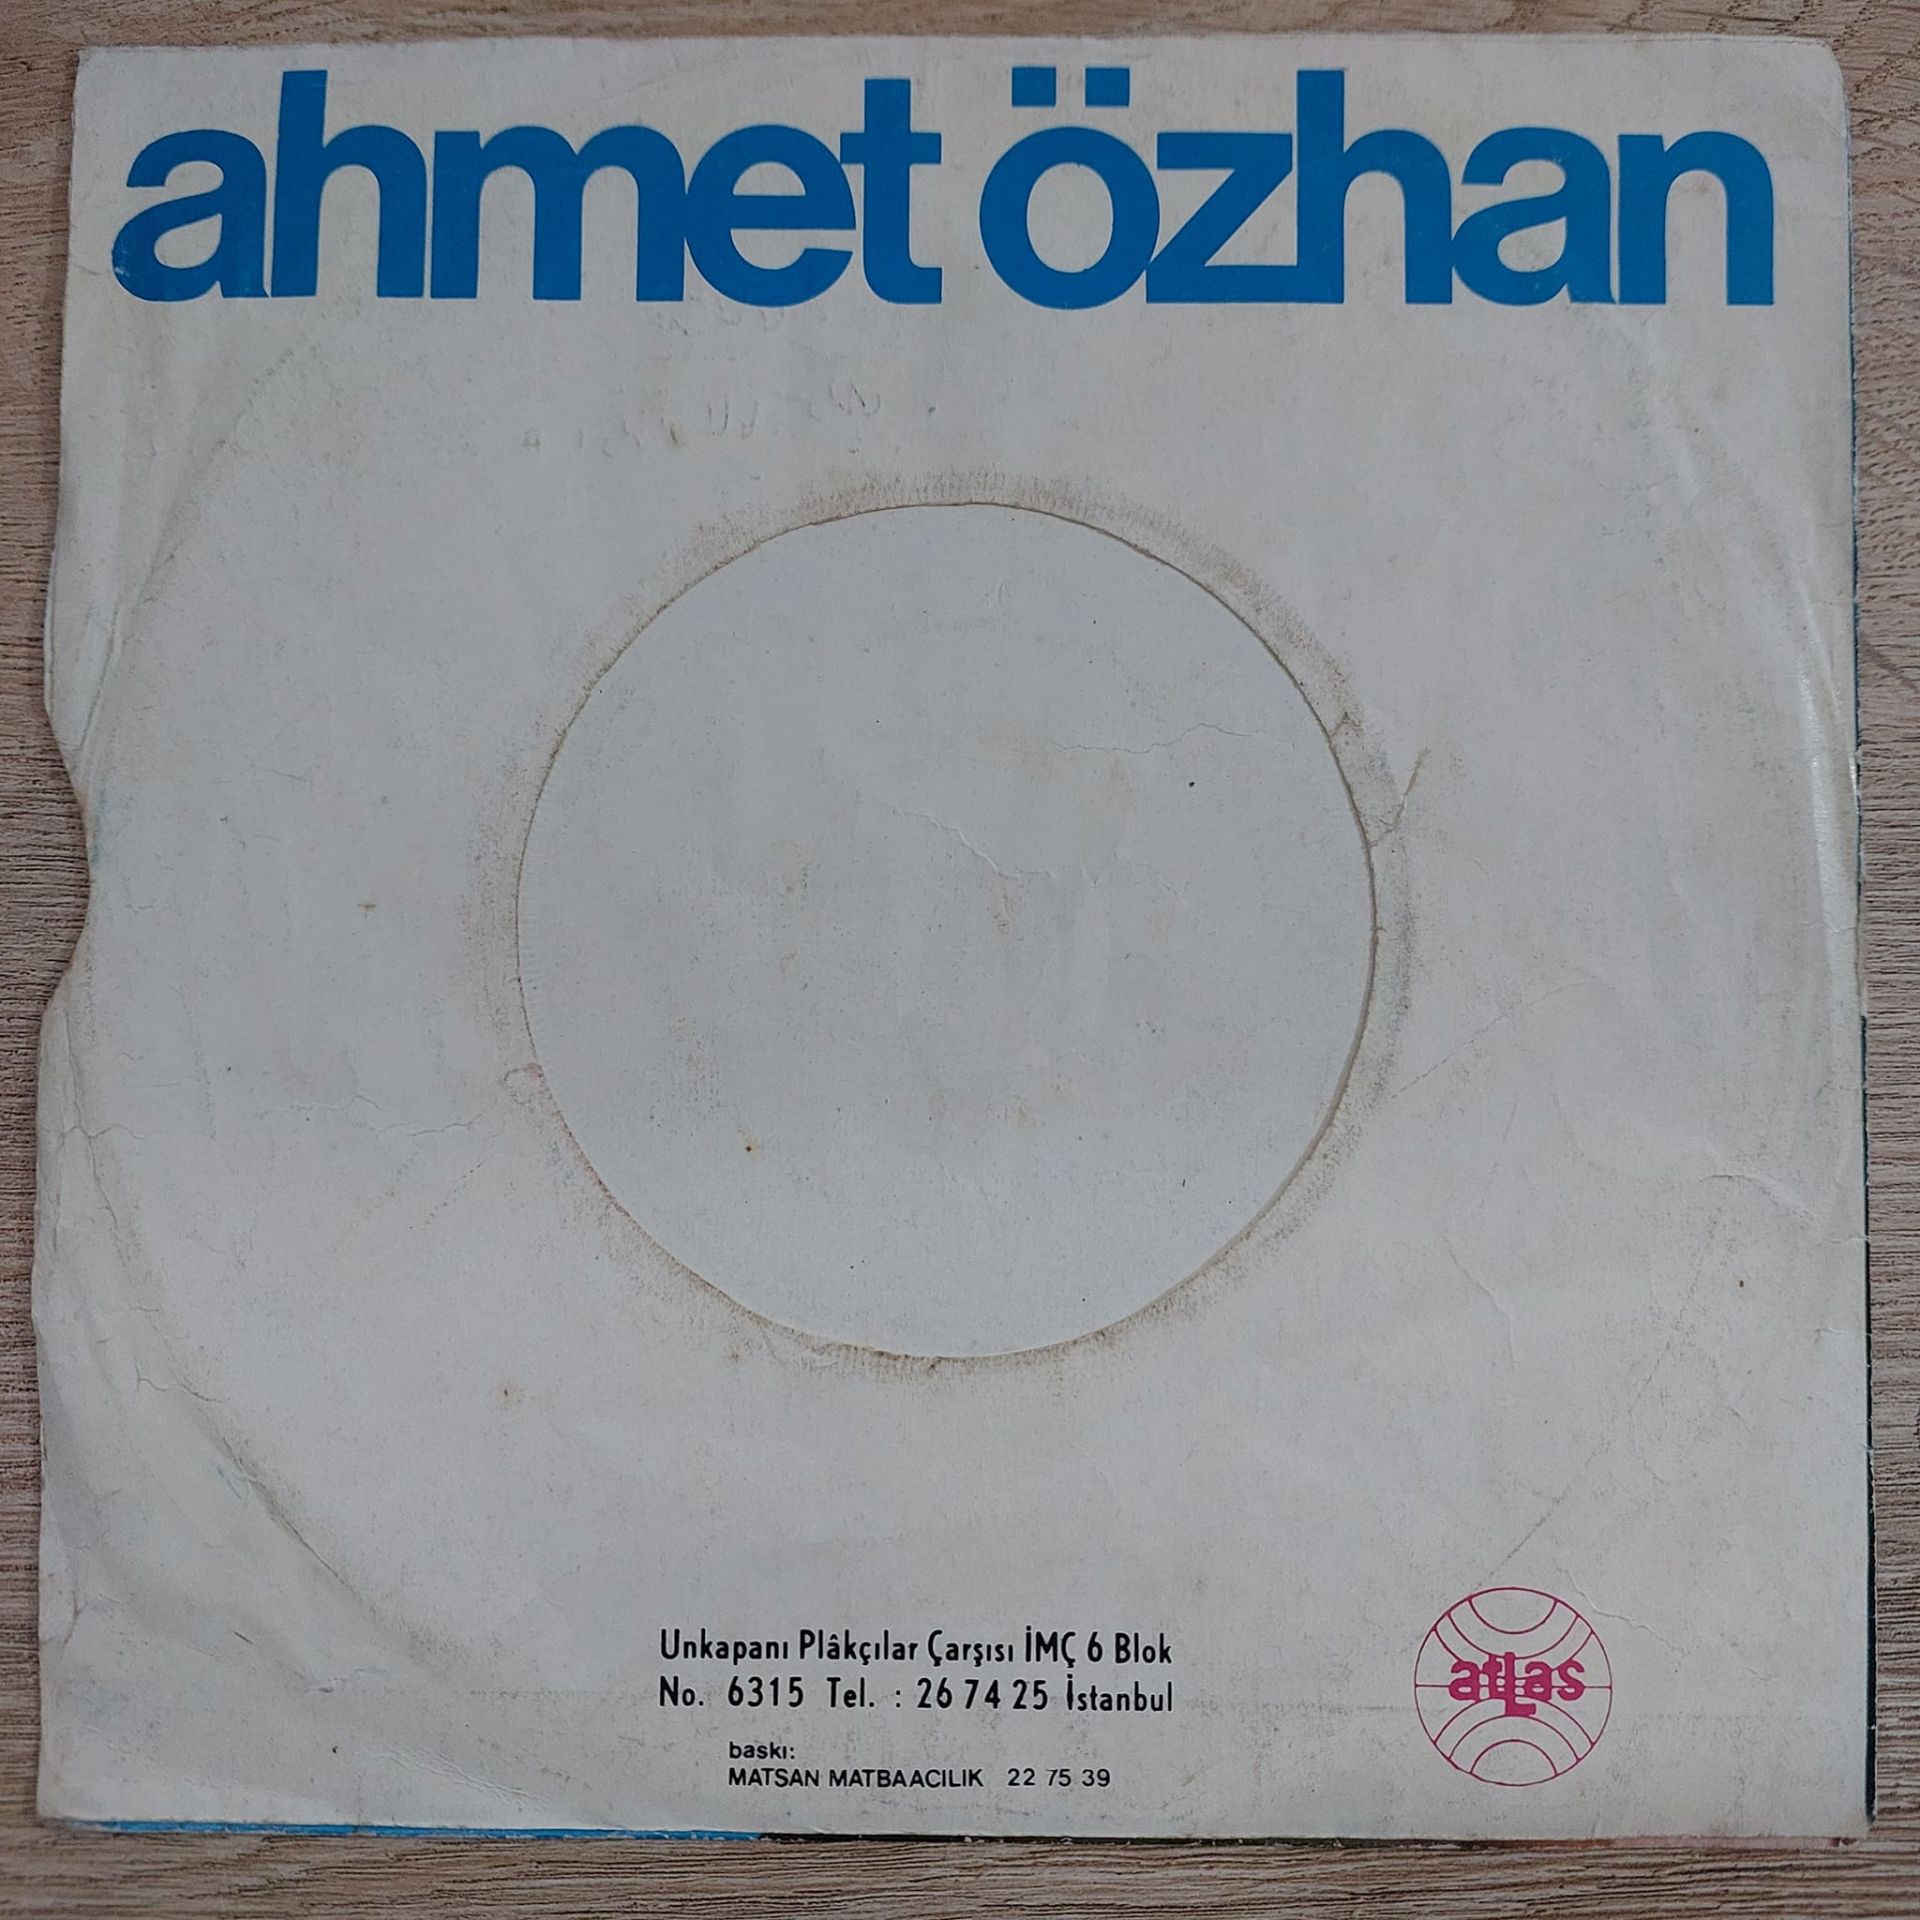 ahmet özhan
Unkapanı Plâkçılar Çarşısı İMÇ 6 Blok
No. 6315 Tel. : 26 74 25 İstanbul
atlas
baskı:
MATSAN MATBAACILIK 22 75 39